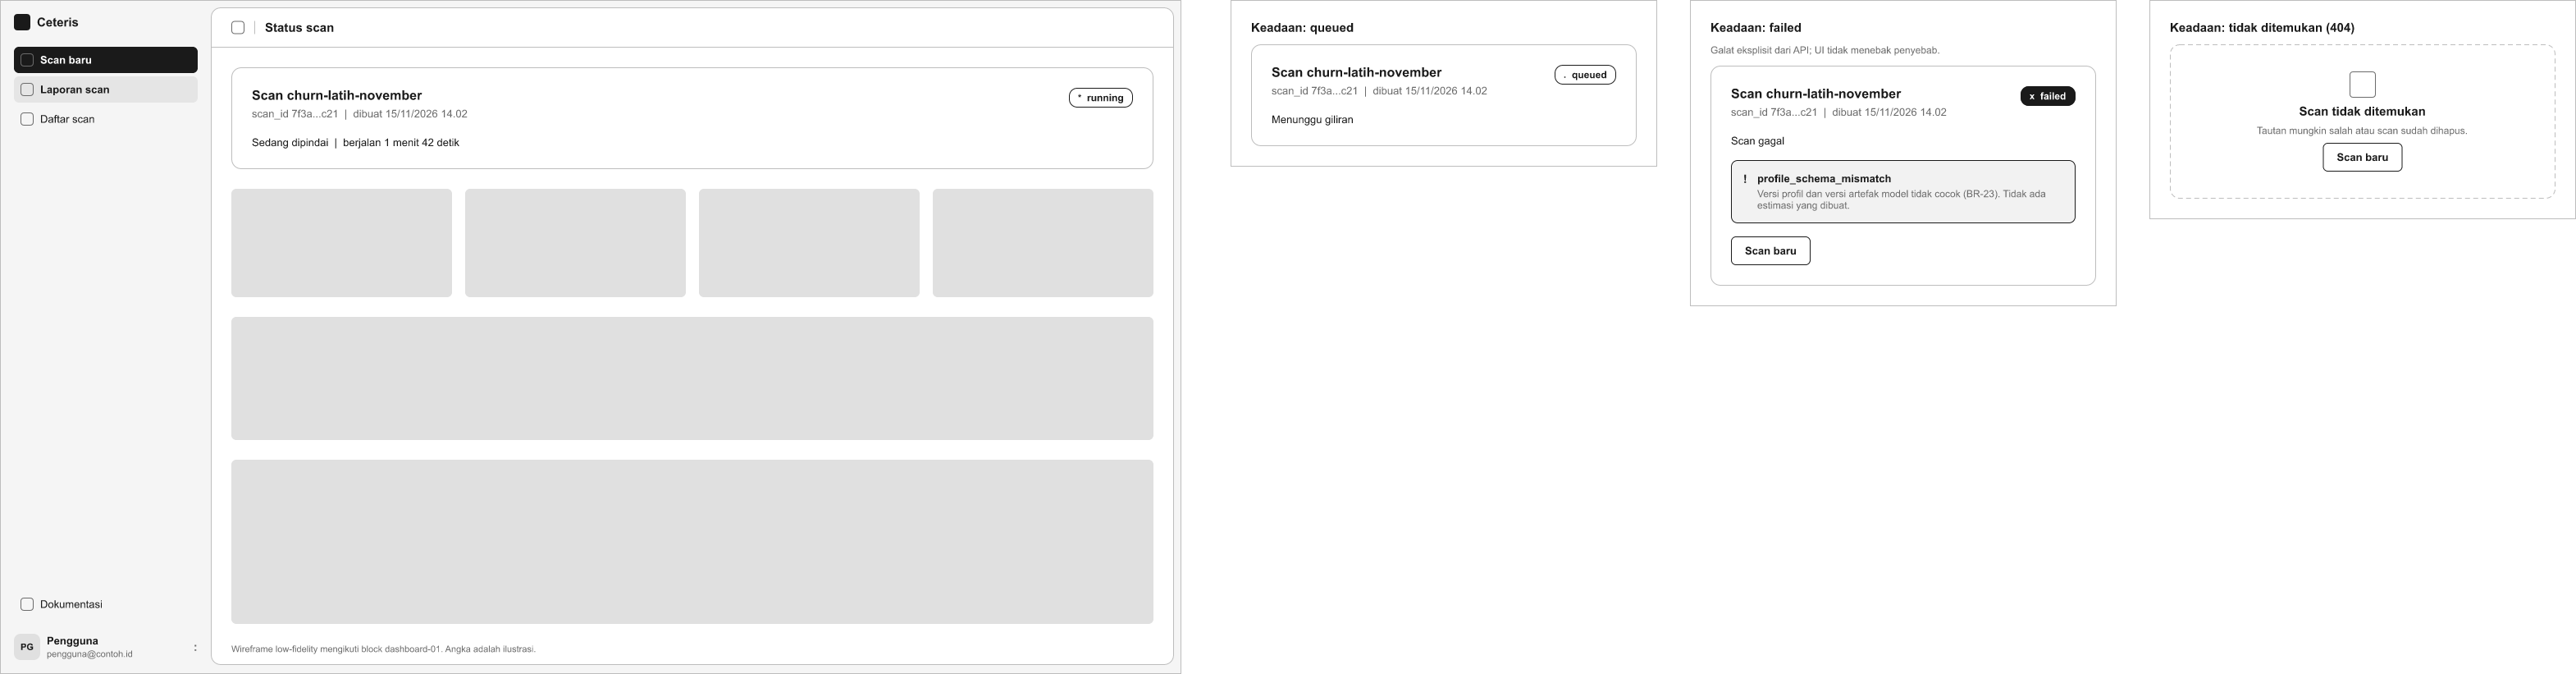 Ceteris
Scan baru
Laporan scan
Daftar scan
Dokumentasi
PG
Pengguna
pengguna@contoh.id
:
Status scan
Scan churn-latih-november
* running
scan_id 7f3a...c21 | dibuat 15/11/2026 14.02
Sedang dipindai | berjalan 1 menit 42 detik
Wireframe low-fidelity mengikuti block dashboard-01. Angka adalah ilustrasi.
Keadaan: queued
Scan churn-latih-november
. queued
scan_id 7f3a...c21 | dibuat 15/11/2026 14.02
Menunggu giliran
Keadaan: failed
Galat eksplisit dari API; UI tidak menebak penyebab.
Scan churn-latih-november
x failed
scan_id 7f3a...c21 | dibuat 15/11/2026 14.02
Scan gagal
! profile_schema_mismatch
Versi profil dan versi artefak model tidak cocok (BR-23). Tidak ada
estimasi yang dibuat.
Scan baru
Keadaan: tidak ditemukan (404)
Scan tidak ditemukan
Tautan mungkin salah atau scan sudah dihapus.
Scan baru